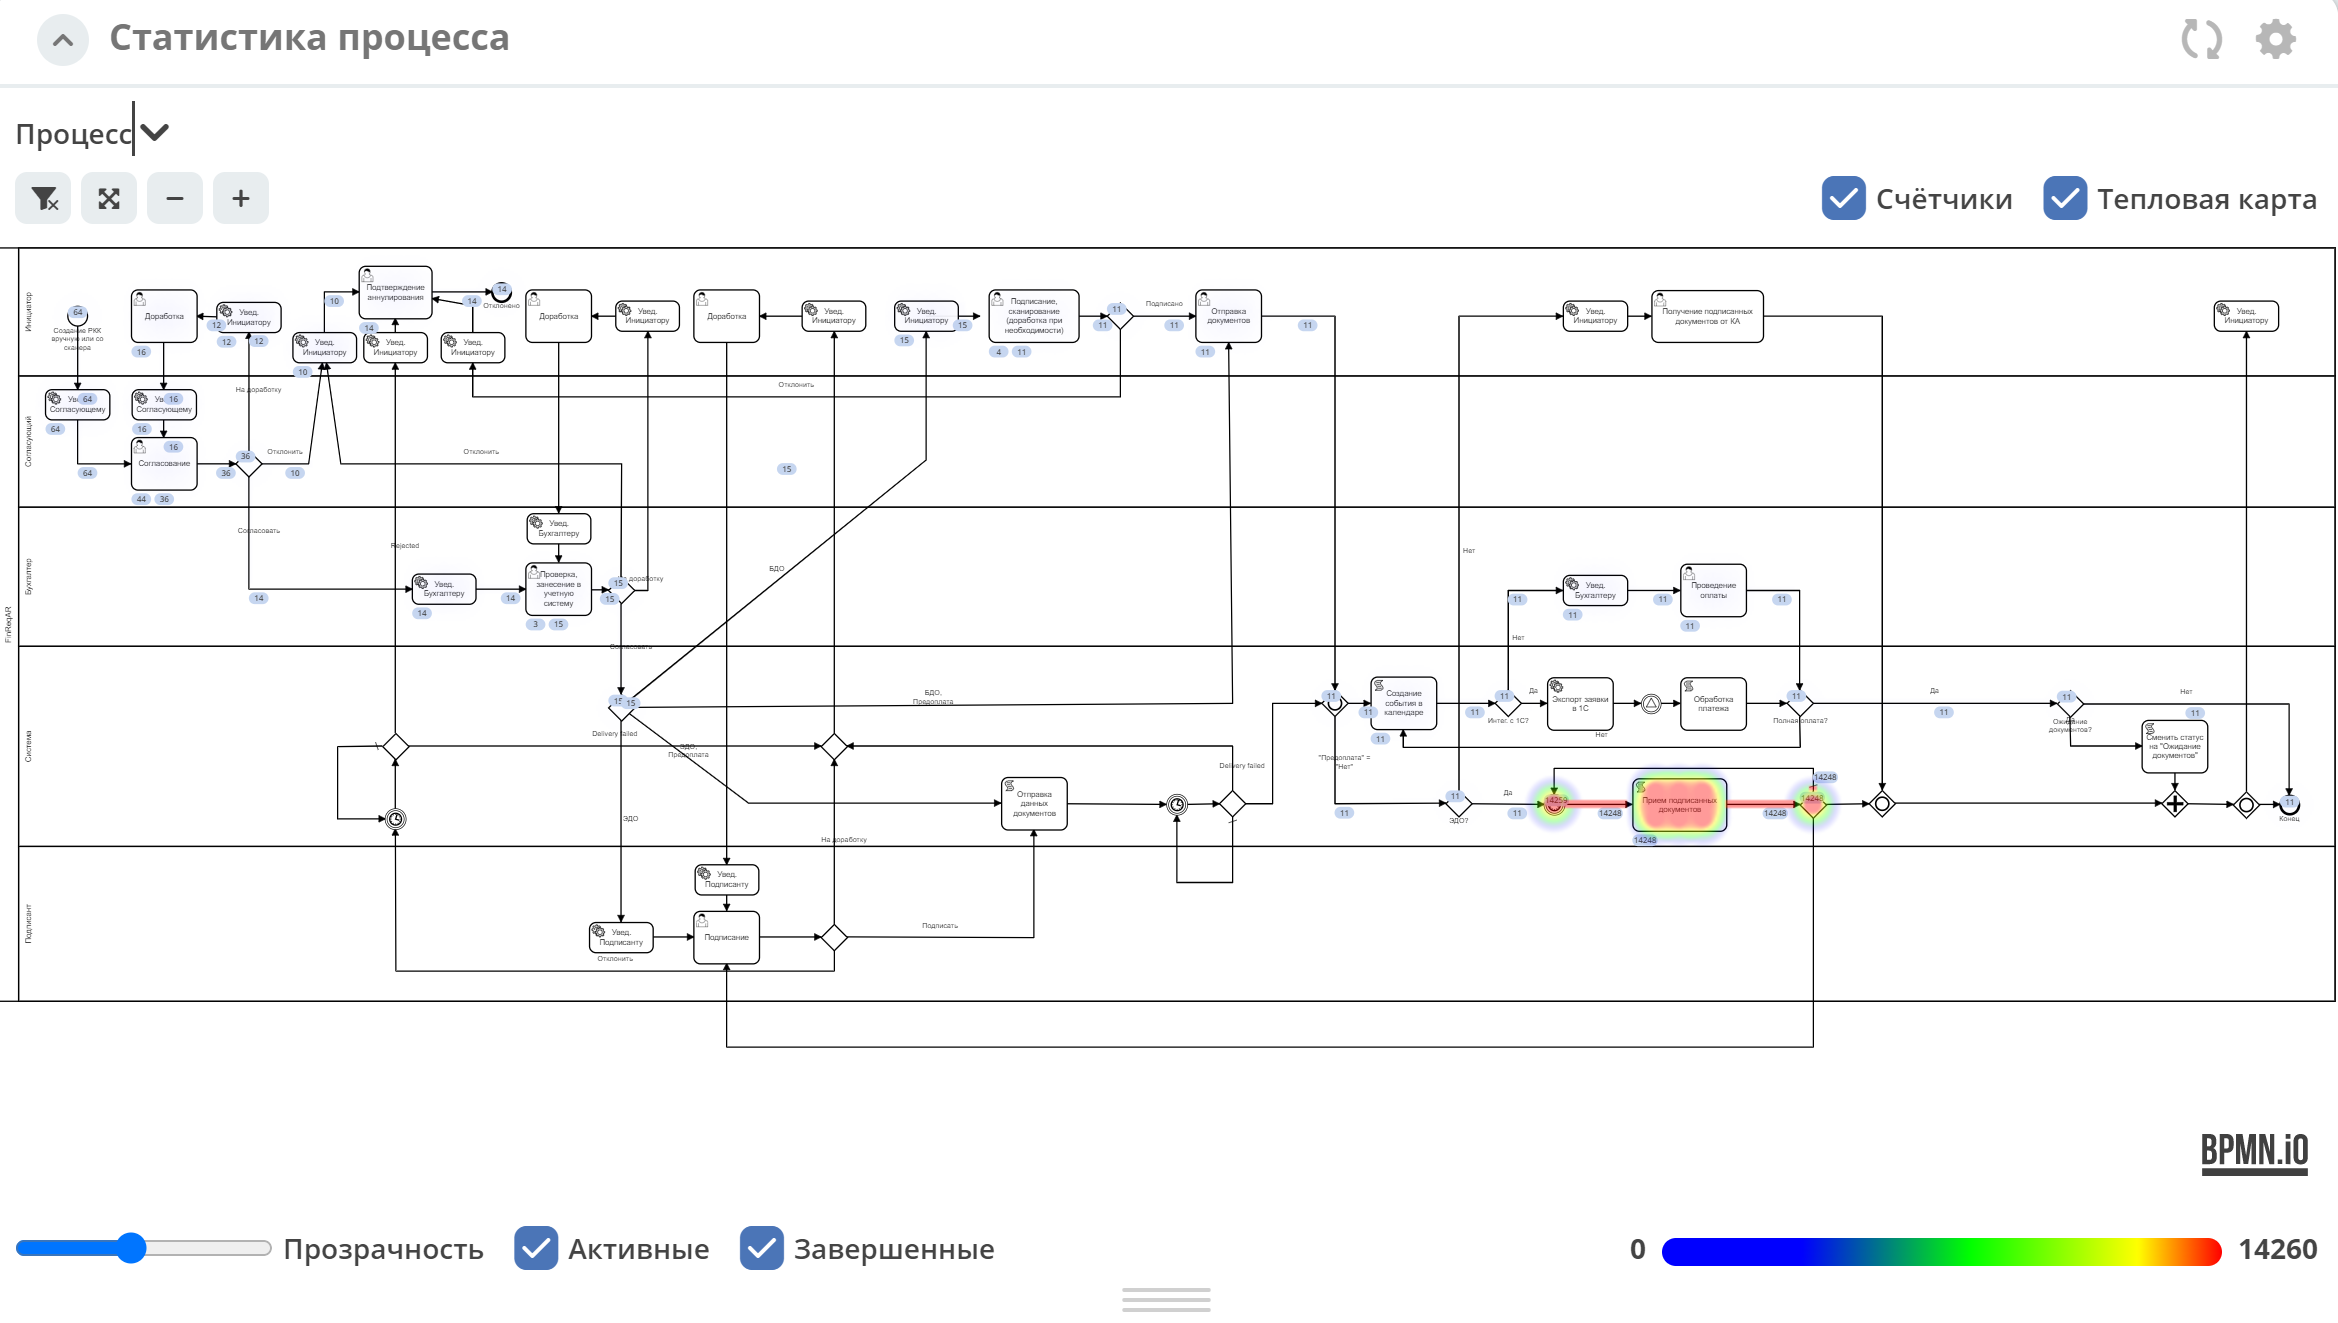 Статистика процесса
Процесс
Счётчики
Тепловая карта
FinReqAR
Инициатор
64
Создание РКК
вручную или со
сканера
Доработка
16
12
Увед.
Инициатору
12
12
10
Увед.
Инициатору
10
Подтверждение
аннулирования
14
Увед.
Инициатору
14
Увед.
Инициатору
14
Отклонено
Доработка
Увед.
Инициатору
Доработка
Увед.
Инициатору
Увед.
Инициатору
15
15
Подписание,
сканирование
(доработка при
необходимости)
4
11
11
11
Подписано
11
Отправка
документов
11
11
Увед.
Инициатору
Получение подписанных
документов от КА
Увед.
Инициатору
Согласующий
Согласующему
64
64
64
Согласующему
16
16
16
Согласование
44
36
36
36
На доработку
Отклонить
10
Отклонить
Отклонить
15
Бухгалтер
Согласовать
14
Rejected
Увед.
Бухгалтеру
14
14
Увед.
Бухгалтеру
Проверка,
занесение в
учетную
систему
3
15
15
15
доработку
БДО
Нет
11
Увед.
Бухгалтеру
11
11
Проведение
оплаты
11
11
Нет
Система
Согласовать
15
15
Delivery failed
ЭДО,
Предоплата
БДО,
Предоплата
ЭДО
На доработку
Отправка
данных
документов
Delivery failed
11
11
Создание
события в
календаре
11
"Предоплата" =
"Нет"
11
11
11
Интег. с 1С?
Да
Экспорт заявки
в 1С
Обработка
платежа
11
Полная оплата?
Нет
Да
11
11
Ожидание
документов?
Нет
11
Сменить статус
на "Ожидание
документов"
11
ЭДО?
Да
11
14259
14248
Прием подписанных
документов
14248
14248
14248
14248
11
Конец
Подписант
Увед.
Подписанту
Увед.
Подписанту
Отклонить
Подписание
Подписать
BPMN.iO
Прозрачность
Активные
Завершенные
0
14260